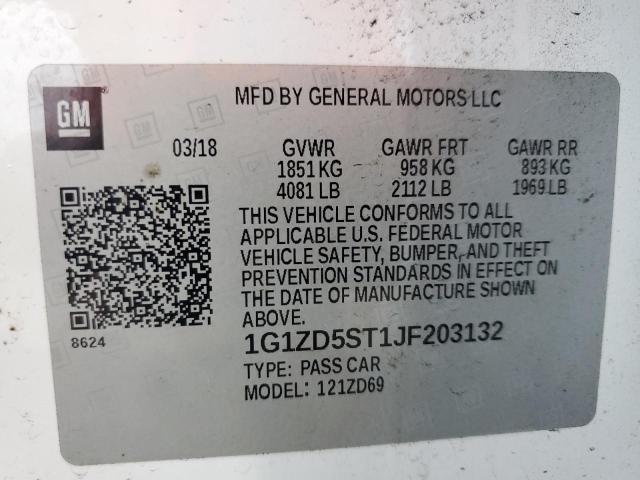 GM
MFD BY GENERAL MOTORS LLC
03/18 GVWR GAWR FRT GAWR RR
1851 KG 958 KG 893 KG
4081 LB 2112 LB 1969 LB
THIS VEHICLE CONFORMS TO ALL
APPLICABLE U.S. FEDERAL MOTOR
VEHICLE SAFETY, BUMPER, AND THEFT
PREVENTION STANDARDS IN EFFECT ON
THE DATE OF MANUFACTURE SHOWN
ABOVE.
8624
1G1ZD5ST1JF203132
TYPE: PASS CAR
MODEL: 121ZD69